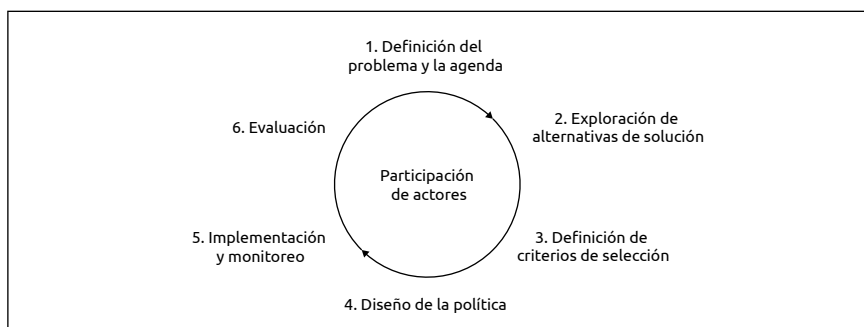 1. Definición del
problema y la agenda
2. Exploración de
alternativas de solución
3. Definición de
criterios de selección
4. Diseño de la política
5. Implementación
y monitoreo
6. Evaluación
Participación
de actores